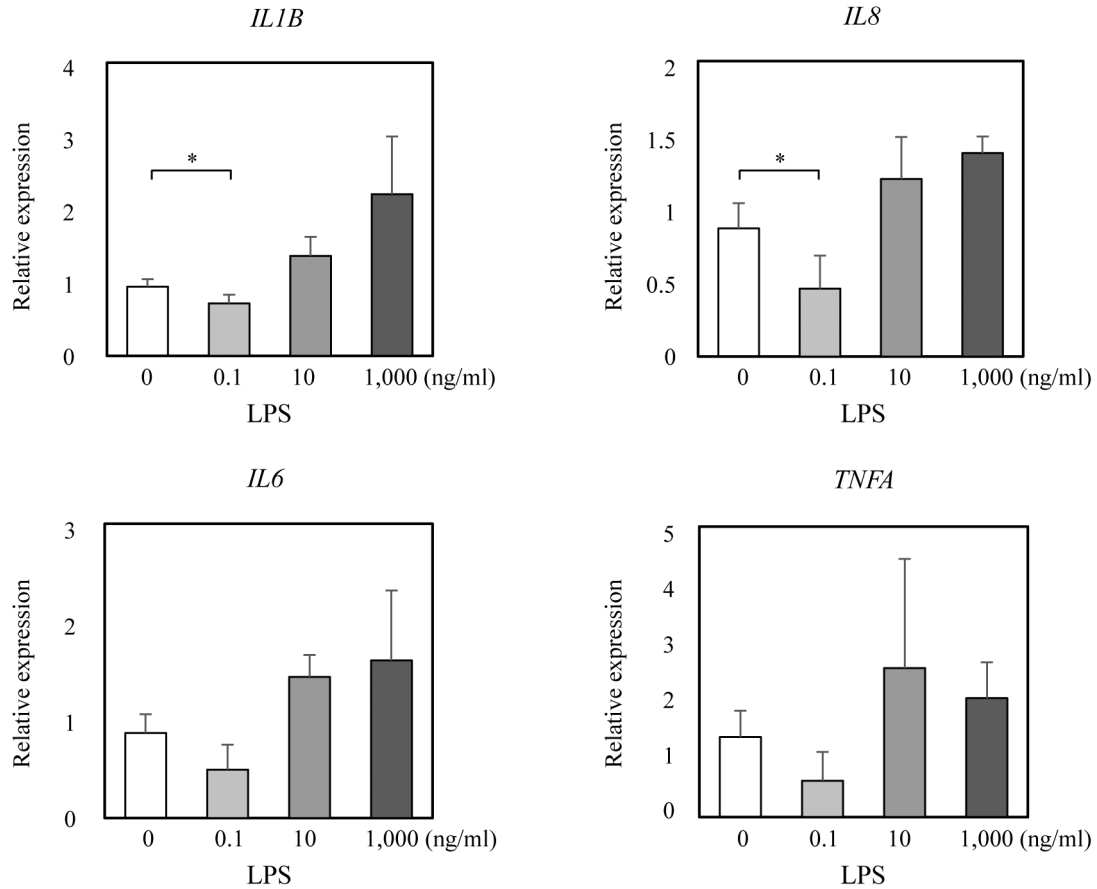 IL1B
4
3
2
1
0
Relative expression
*
0 0.1 10 1,000 (ng/ml)
LPS
IL8
2
1.5
1
0.5
0
Relative expression
*
0 0.1 10 1,000 (ng/ml)
LPS
IL6
3
2
1
0
Relative expression
0 0.1 10 1,000 (ng/ml)
LPS
TNFA
5
4
3
2
1
0
Relative expression
0 0.1 10 1,000 (ng/ml)
LPS